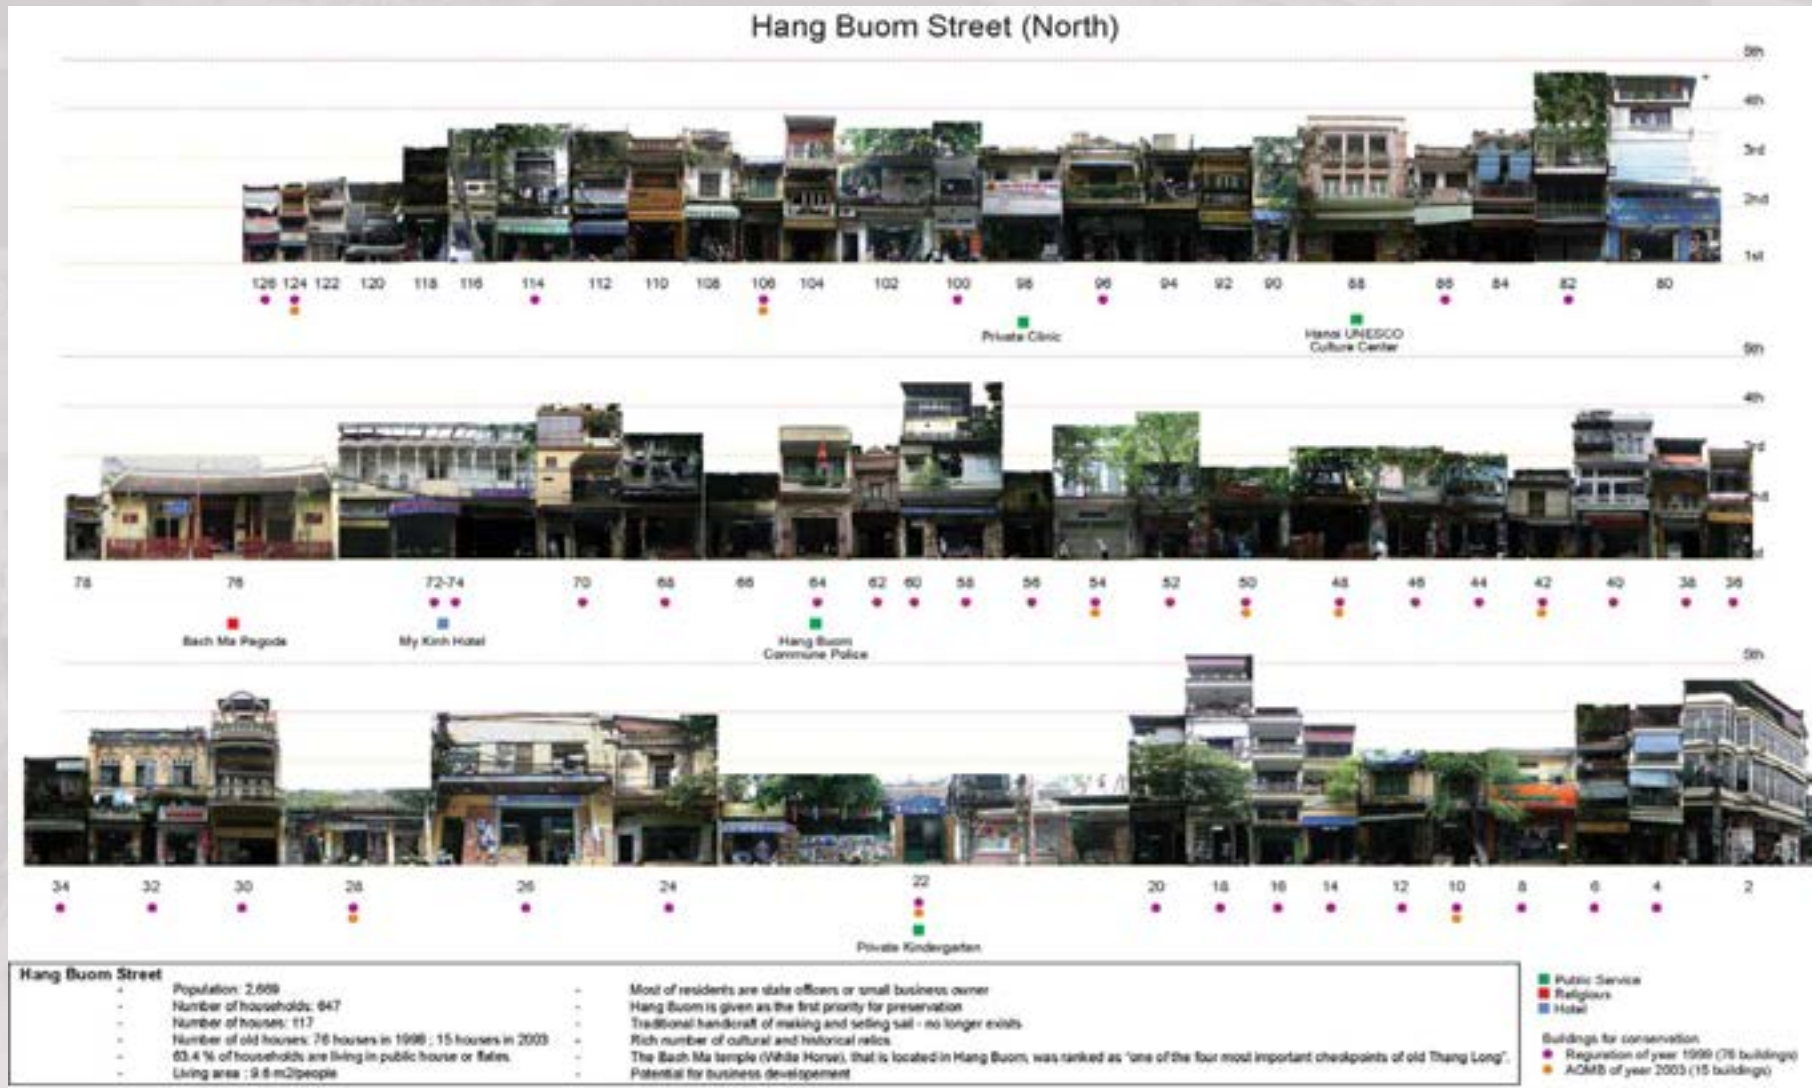 Hang Buom Street (North)
5th
4th
3rd
2nd
1st
126 124 122 120 118 116 114 112 110 108 106 104 102 100 98 96 94 92 90 88 86 84 82 80
Private Clinic
Hanoi UNESCO
Culture Center
5th
4th
78 76 72-74 70 68 66 64 62 60 58 56 54 52 50 48 46 44 42 40 38 36
Bach Ma Pagoda
My Kinh Hotel
Hang Buom
Commune Police
5th
34 32 30 28 26 24 22 20 18 16 14 12 10 8 6 4 2
Private Kindergarten
Hang Buom Street
- Population: 2,669
- Number of households: 647
- Number of houses: 117
- Number of old houses: 76 houses in 1998 ; 15 houses in 2003
- 63.4 % of households are living in public house or flates.
- Living area : 9.6 m2/people
- Most of residents are state officers or small business owner
- Hang Buom is given as the first priority for preservation
- Traditional handicraft of making and selling sail - no longer exists
- Rich number of cultural and historical relics
- The Bach Ma temple (White Horse), that is located in Hang Buom, was ranked as "one of the four most important checkpoints of old Thang Long".
- Potential for business developement
Public Service
Religious
Hotel
Buildings for conservation
Reguration of year 1999 (76 buildings)
AQMB of year 2003 (15 buildings)